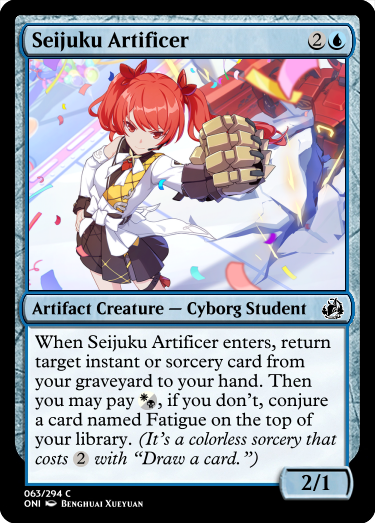 Seijuku Artificer 2
Artifact Creature — Cyborg Student
When Seijuku Artificer enters, return
target instant or sorcery card from
your graveyard to your hand. Then
you may pay , if you don't, conjure
a card named Fatigue on the top of
your library. (It's a colorless sorcery that
costs 2 with “Draw a card.”)
2/1
063/294 C
ONI BENGHUAI XUEYUAN